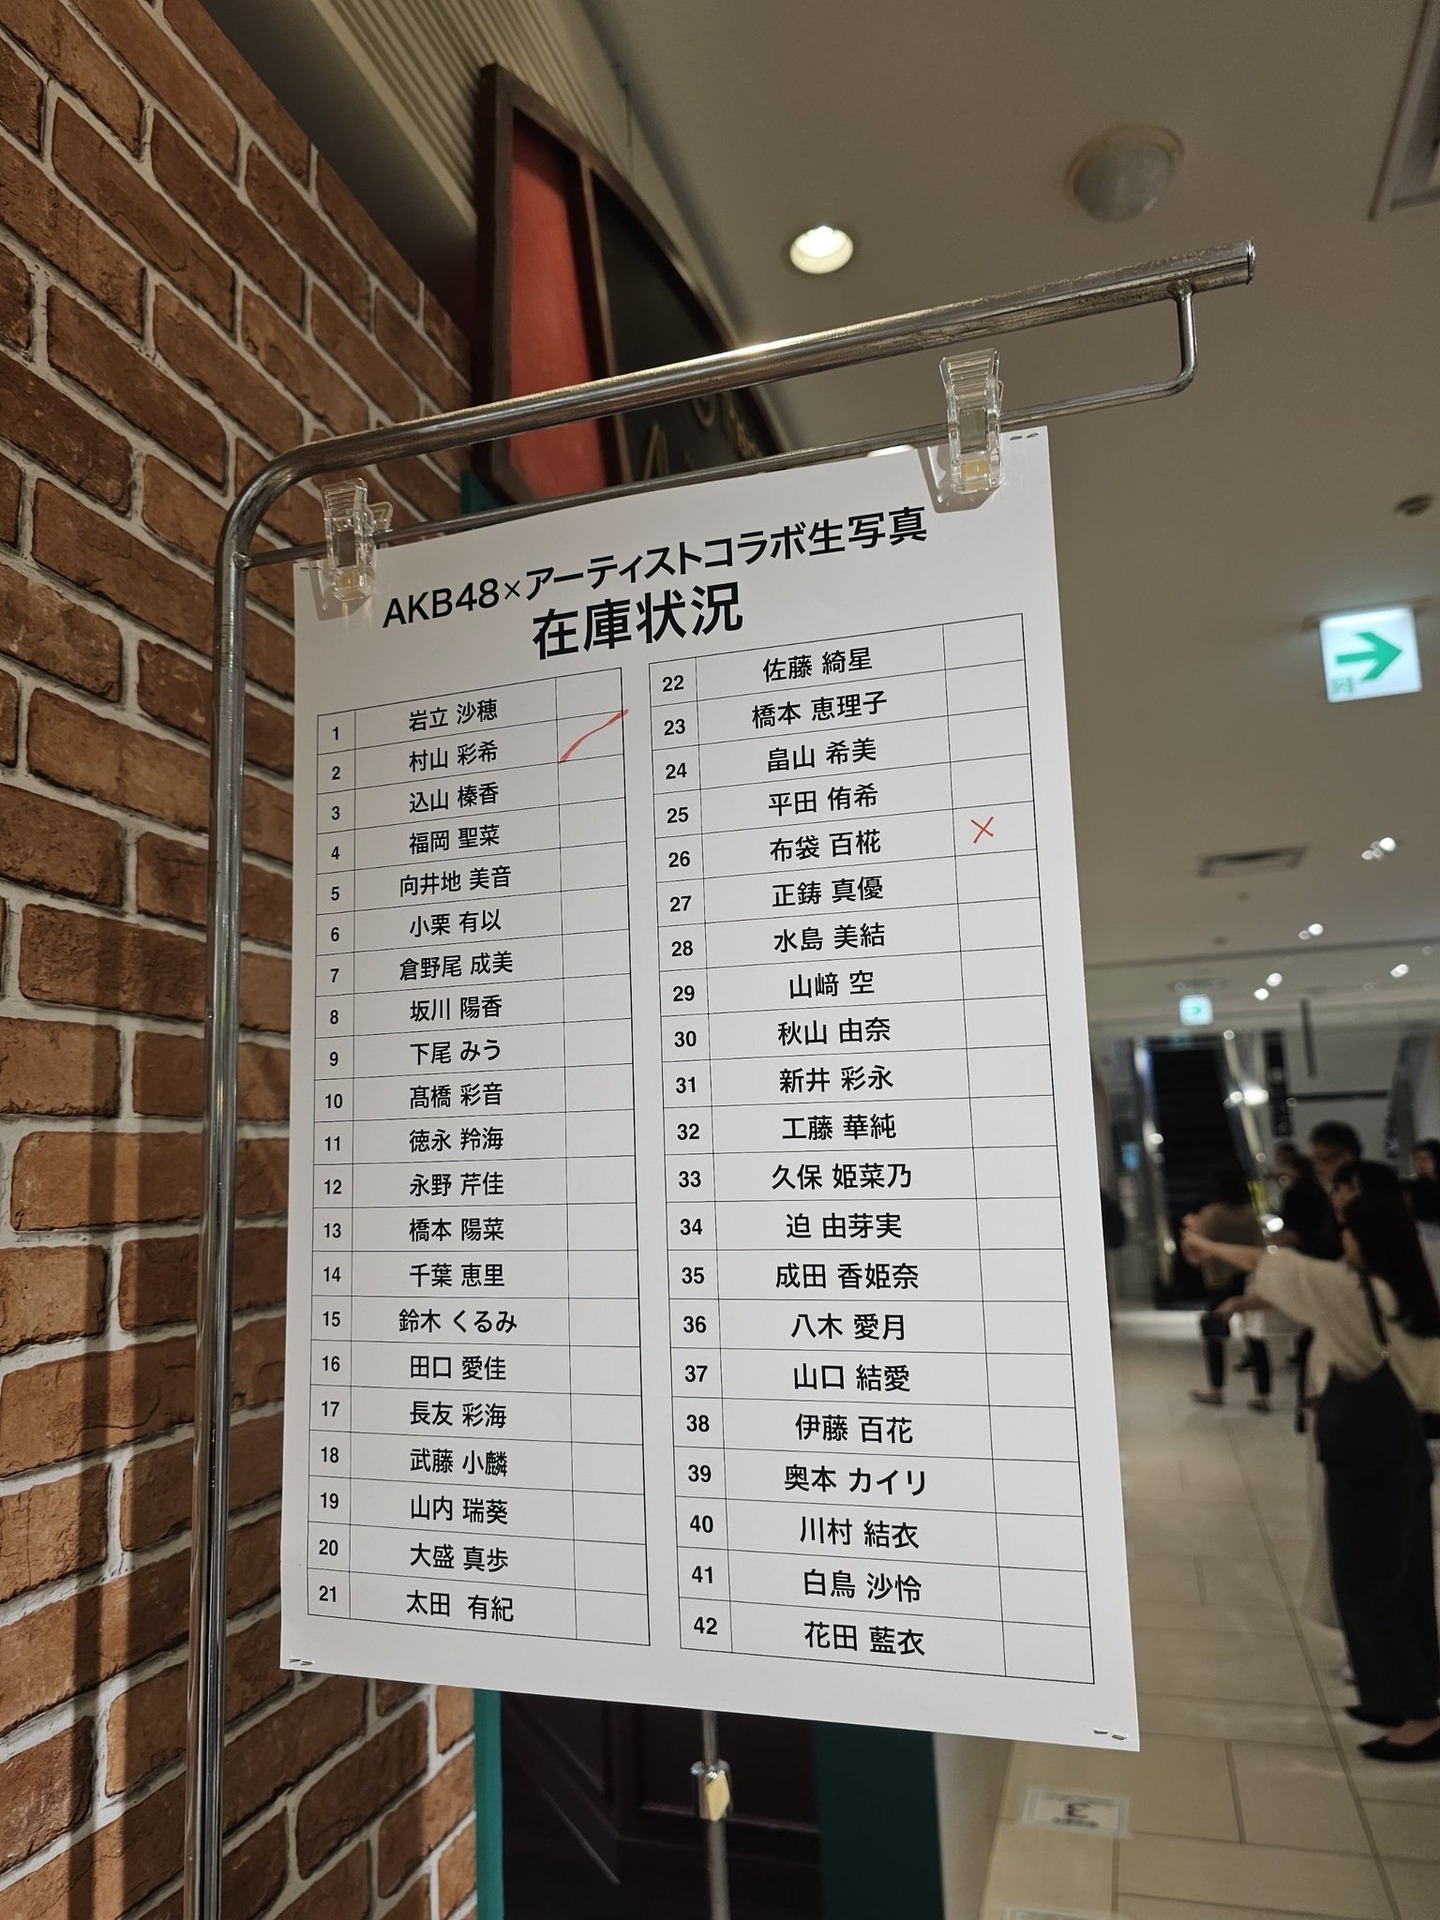 AKB48×アーティストコラボ生写真
在庫状況
1 岩立 沙穂
2 村山 彩希
3 込山 榛香
4 福岡 聖菜
5 向井地 美音
6 小栗 有以
7 倉野尾 成美
8 坂川 陽香
9 下尾 みう
10 髙橋 彩音
11 徳永 羚海
12 永野 芹佳
13 橋本 陽菜
14 千葉 恵里
15 鈴木 くるみ
16 田口 愛佳
17 長友 彩海
18 武藤 小麟
19 山内 瑞葵
20 大盛 真歩
21 太田 有紀
22 佐藤 綺星
23 橋本 恵理子
24 畠山 希美
25 平田 侑希
26 布袋 百椛 ×
27 正鋳 真優
28 水島 美結
29 山﨑 空
30 秋山 由奈
31 新井 彩永
32 工藤 華純
33 久保 姫菜乃
34 迫 由芽実
35 成田 香姫奈
36 八木 愛月
37 山口 結愛
38 伊藤 百花
39 奥本 カイリ
40 川村 結衣
41 白鳥 沙怜
42 花田 藍衣